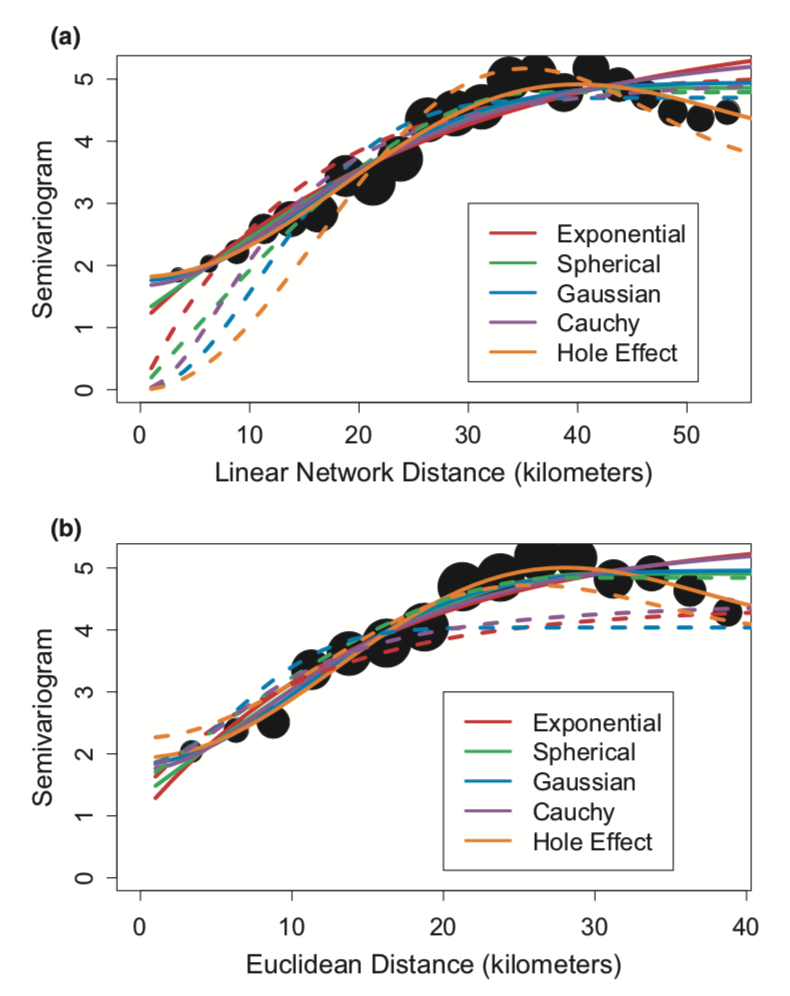 (a)
5
4
3
2
1
0
Semivariogram
Exponential
Spherical
Gaussian
Cauchy
Hole Effect
0 10 20 30 40 50
Linear Network Distance (kilometers)
(b)
5
4
3
2
1
0
Semivariogram
Exponential
Spherical
Gaussian
Cauchy
Hole Effect
0 10 20 30 40
Euclidean Distance (kilometers)